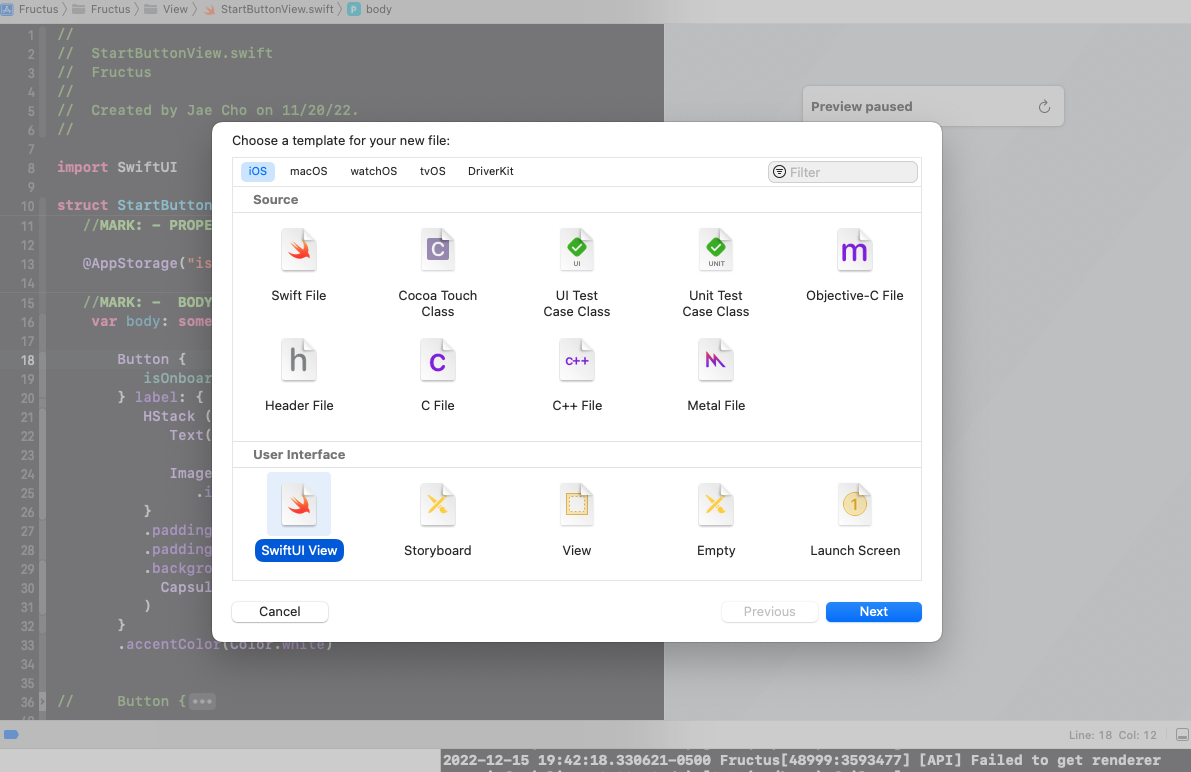 Fructus Fructus View StartButtonView.swift body
1 //
2 // StartButtonView.swift
3 // Fructus
4 //
5 // Created by Jae Cho on 11/20/22.
6 //
7
8 import SwiftUI
9
10 struct StartButton
11 //MARK: - PROPE
12
13 @AppStorage("is
14
15 //MARK: - BODY
16 var body: some
17
18 Button {
19 isOnboar
20 } label: {
21 HStack (
22 Text(
23
24 Image
25 .i
26 }
27 .padding
28 .padding
29 .backgro
30 Capsul
31 )
32 }
33 .accentColor(Color.white)
34
35
36 // Button {•••
Preview paused
Choose a template for your new file:
iOS macOS watchOS tvOS DriverKit
Filter
Source
Swift File
Cocoa Touch
Class
UI
UI Test
Case Class
UNIT
Unit Test
Case Class
m
Objective-C File
h
Header File
C
C File
C++
C++ File
Metal File
User Interface
SwiftUI View
Storyboard
View
Empty
1
Launch Screen
Cancel
Previous
Next
Line: 18 Col: 12
2022-12-15 19:42:18.330621-0500 Fructus[48999:3593477] [API] Failed to get renderer